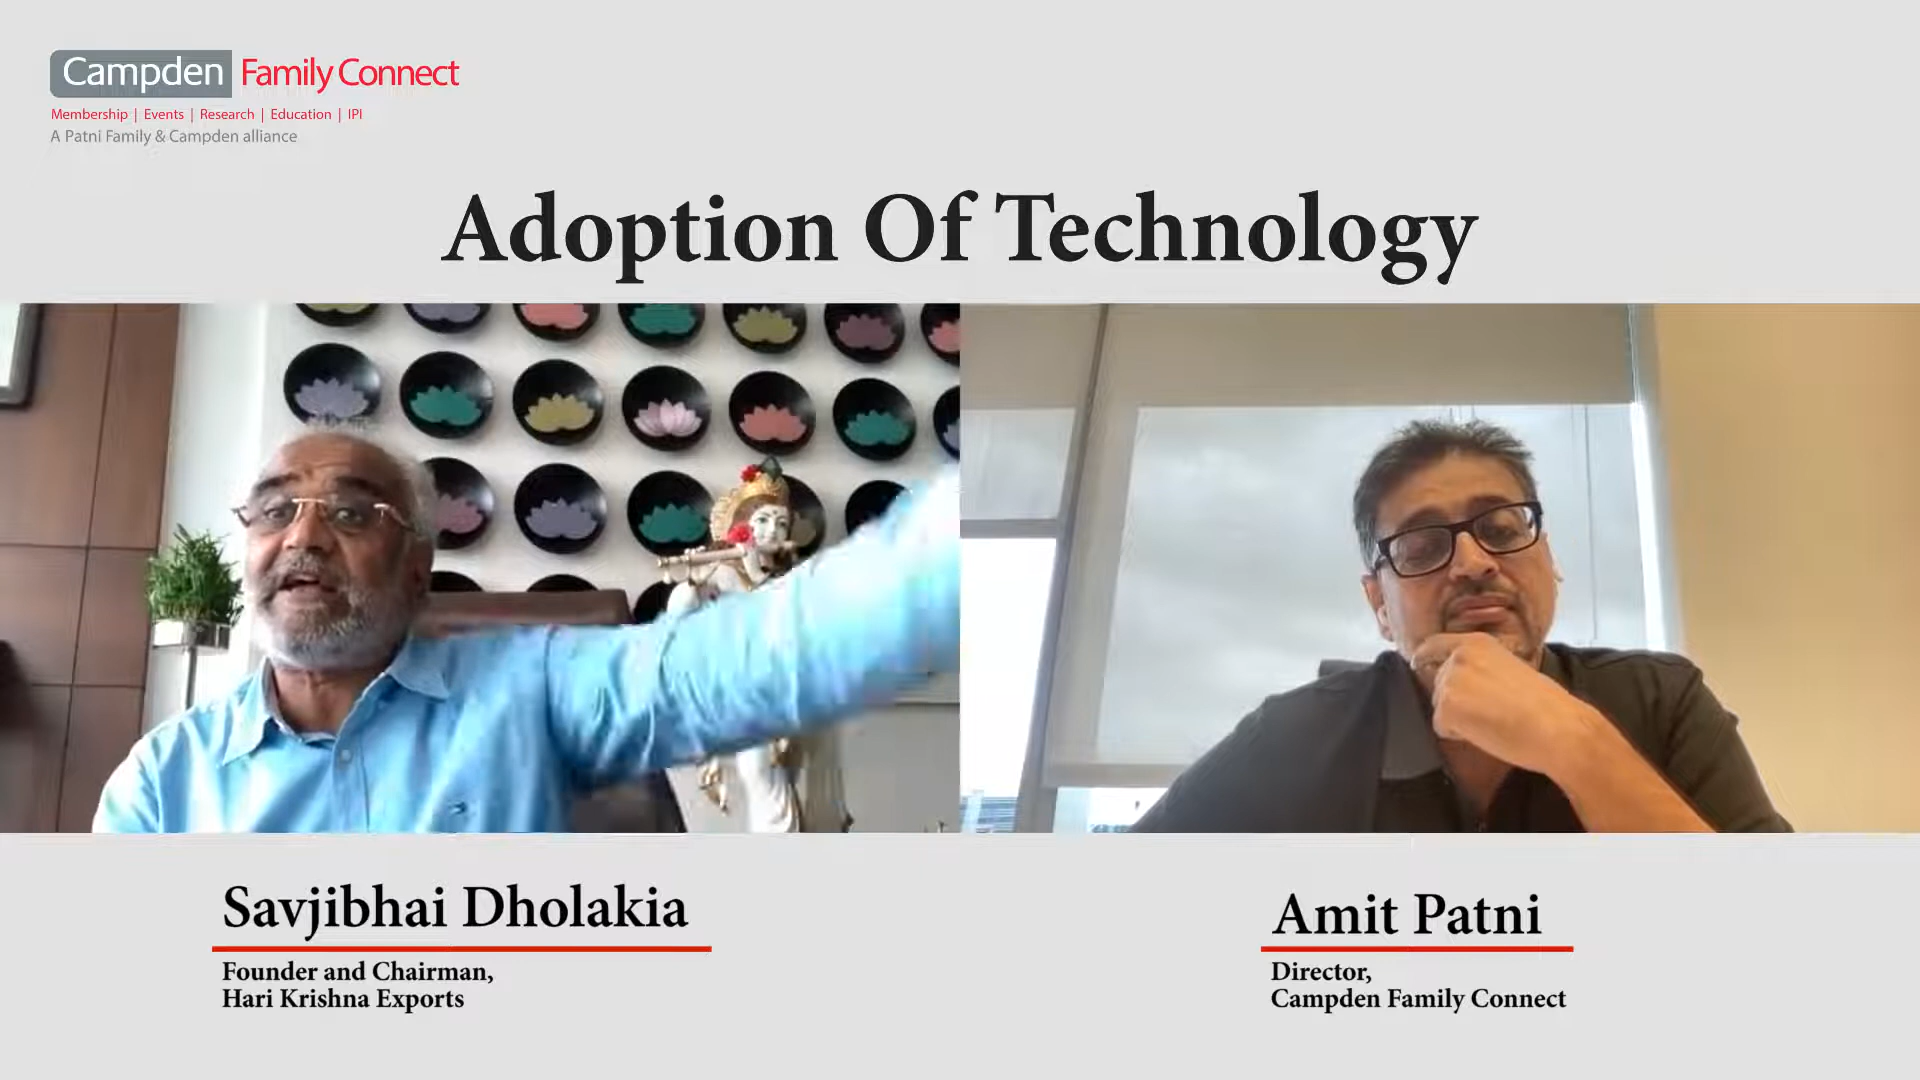 Campden Family Connect
Membership | Events | Research | Education | IPI
A Patni Family & Campden alliance
Adoption Of Technology
Savjibhai Dholakia
Founder and Chairman,
Hari Krishna Exports
Amit Patni
Director,
Campden Family Connect